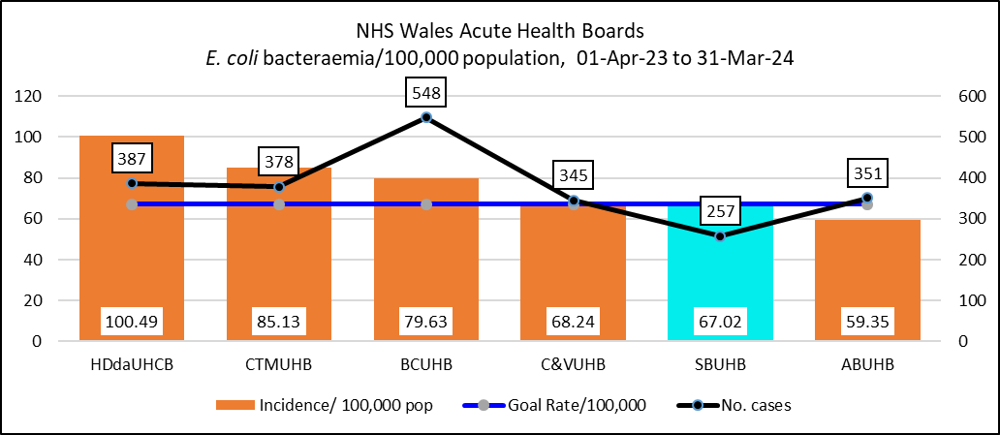 NHS Wales Acute Health Boards
E. coli bacteraemia/100,000 population, 01-Apr-23 to 31-Mar-24
120 600
100 500
80 400
60 300
40 200
20 100
0 0
387 378 548 345 257 351
100.49 85.13 79.63 68.24 67.02 59.35
HDdaUHCB CTMUHB BCUHB C&VUHB SBUHB ABUHB
Incidence/ 100,000 pop Goal Rate/100,000 No. cases